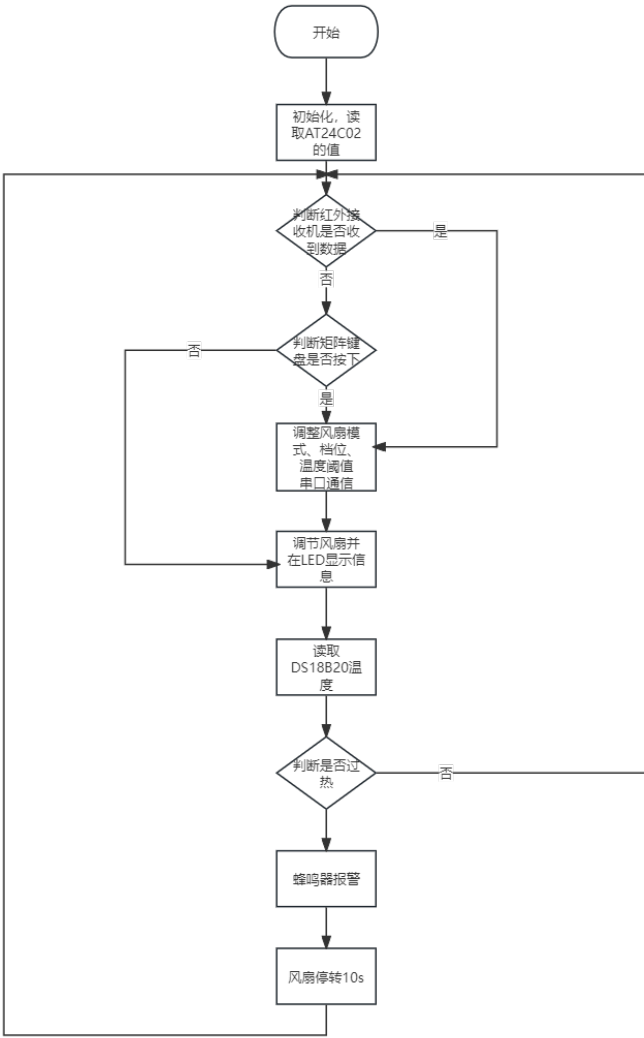 开始
初始化，读
取AT24C02
的值
判断红外接
收机是否收
到数据
是
否
判断矩阵键
盘是否按下
否
是
调整风扇模
式、档位、
温度阈值
串口通信
调节风扇并
在LED显示信
息
读取
DS18B20温
度
判断是否过
热
否
蜂鸣器报警
风扇停转10s